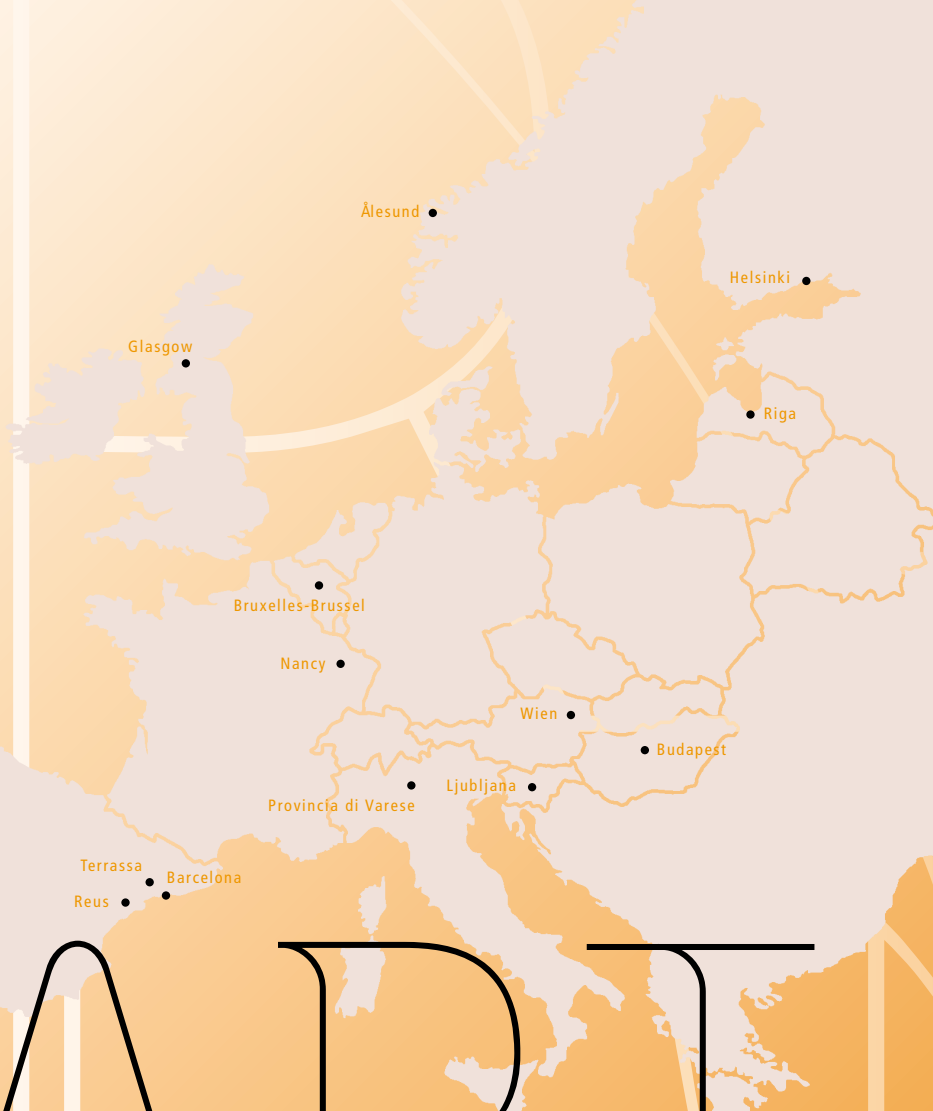 Ålesund
Helsinki
Glasgow
Riga
Bruxelles-Brussel
Nancy
Wien
Budapest
Ljubljana
Provincia di Varese
Terrassa
Barcelona
Reus